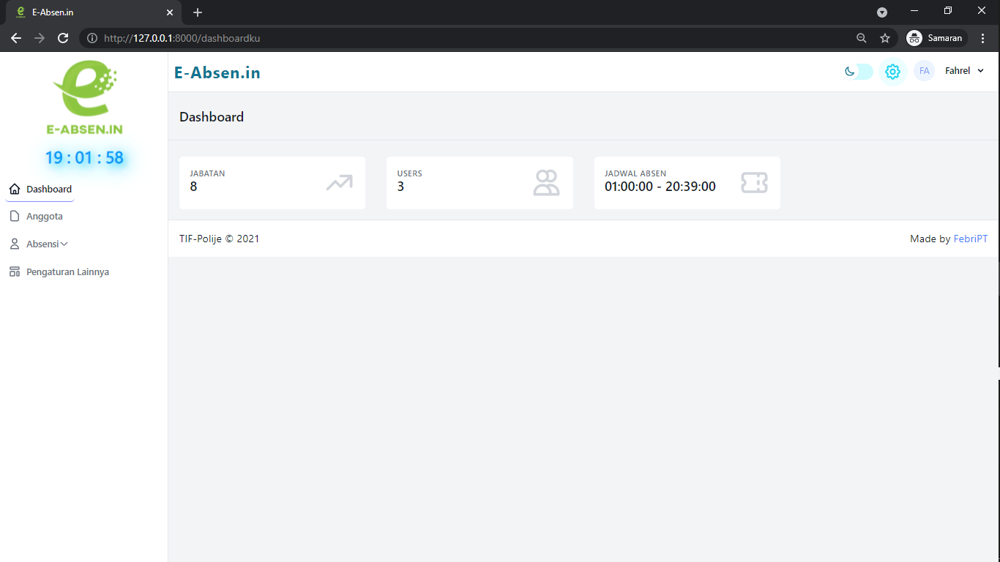 E-Absen.in
http://127.0.0.1:8000/dashboardku
Samaran
E-ABSEN.IN
19 : 01 : 58
Dashboard
Anggota
Absensi
Pengaturan Lainnya
E-Absen.in
FA
Fahrel
Dashboard
JABATAN
8
USERS
3
JADWAL ABSEN
01:00:00 - 20:39:00
TIF-Polije © 2021
Made by FebriPT